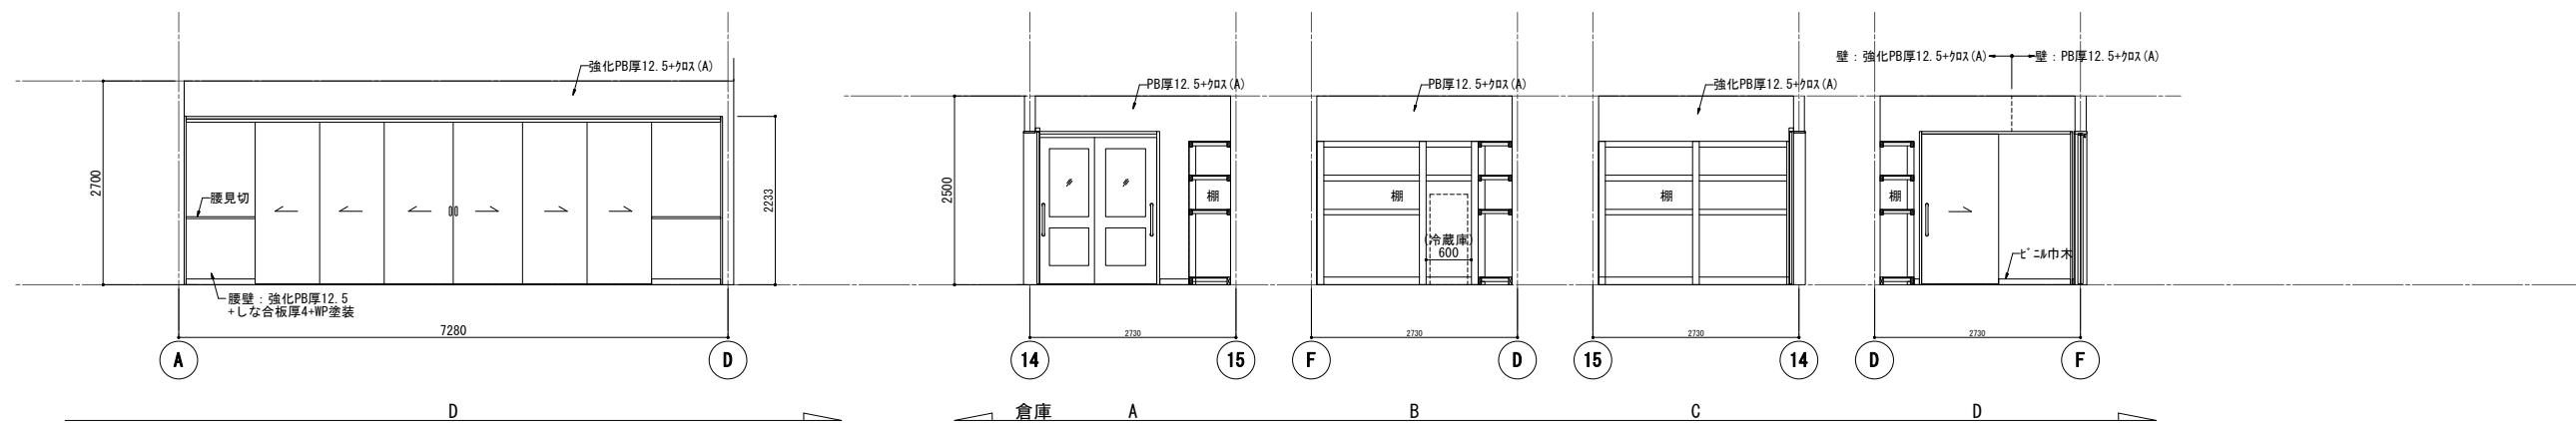 強化PB厚12.5+ｸﾛｽ(A)
2700
2233
腰見切
腰壁：強化PB厚12.5
+しな合板厚4+WP塗装
7280
A
D
D
PB厚12.5+ｸﾛｽ(A)
2500
棚
2730
14
15
倉庫
A
PB厚12.5+ｸﾛｽ(A)
棚
(冷蔵庫)
600
2730
F
D
B
強化PB厚12.5+ｸﾛｽ(A)
棚
2730
15
14
C
壁：強化PB厚12.5+ｸﾛｽ(A)
壁：PB厚12.5+ｸﾛｽ(A)
棚
ﾋﾞﾆﾙ巾木
2730
D
F
D